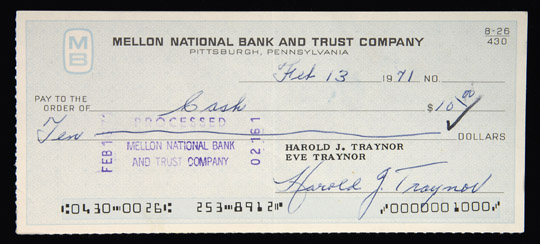 MB
MELLON NATIONAL BANK AND TRUST COMPANY
PITTSBURGH, PENNSYLVANIA
8-26
430
Feb 13 1971 NO.
PAY TO THE
ORDER OF Cash $10 00
Ten DOLLARS
PROCESSED
MELLON NATIONAL BANK
AND TRUST COMPANY
FEB 1
02161
HAROLD J. TRAYNOR
EVE TRAYNOR
Harold J. Traynor
⑆0430⑉0026⑆ 253⑉8912⑈ ⑈0000001000⑈